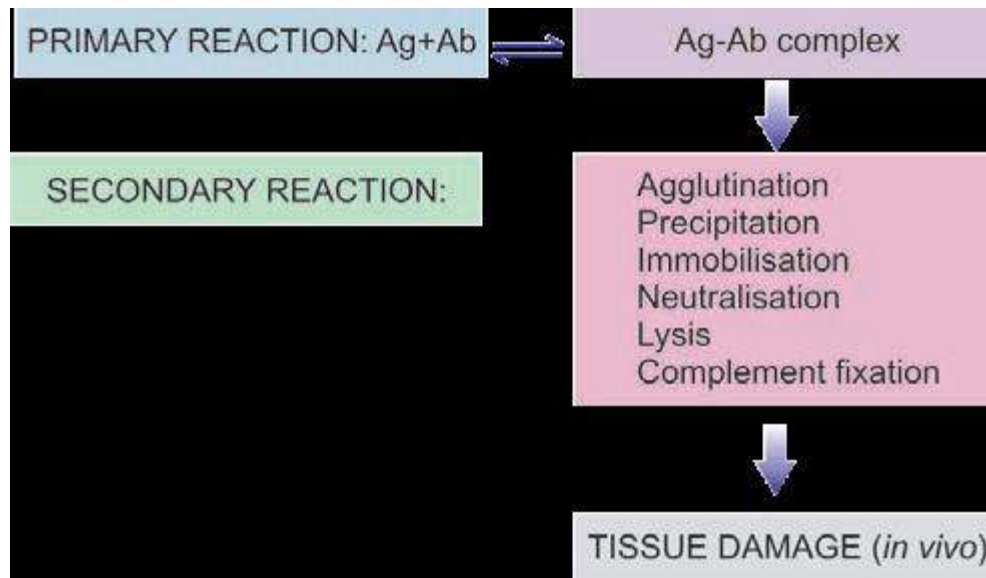 PRIMARY REACTION: Ag+Ab
Ag-Ab complex
SECONDARY REACTION:
Agglutination
Precipitation
Immobilisation
Neutralisation
Lysis
Complement fixation
TISSUE DAMAGE (in vivo)